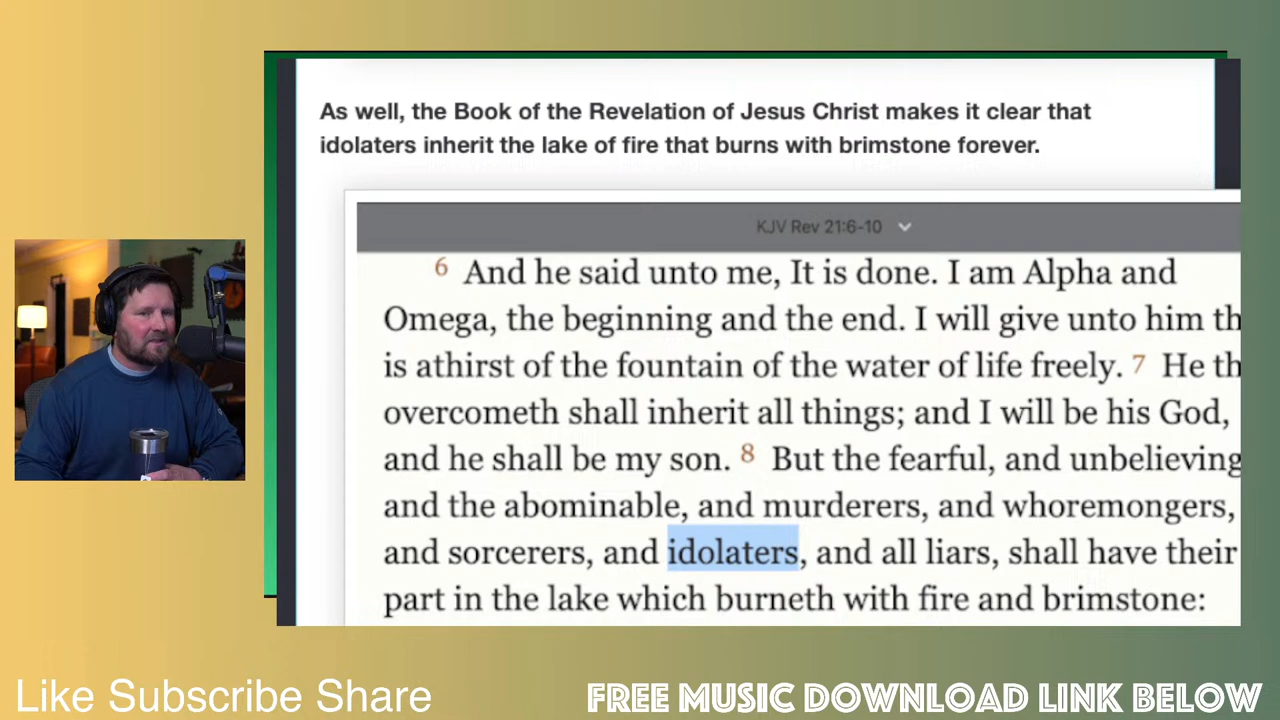 As well, the Book of the Revelation of Jesus Christ makes it clear that
idolaters inherit the lake of fire that burns with brimstone forever.
KJV Rev 21:6-10
6 And he said unto me, It is done. I am Alpha and
Omega, the beginning and the end. I will give unto him th
is athirst of the fountain of the water of life freely. 7 He th
overcometh shall inherit all things; and I will be his God,
and he shall be my son. 8 But the fearful, and unbelieving
and the abominable, and murderers, and whoremongers,
and sorcerers, and idolaters, and all liars, shall have their
part in the lake which burneth with fire and brimstone:
Like Subscribe Share
FREE MUSIC DOWNLOAD LINK BELOW